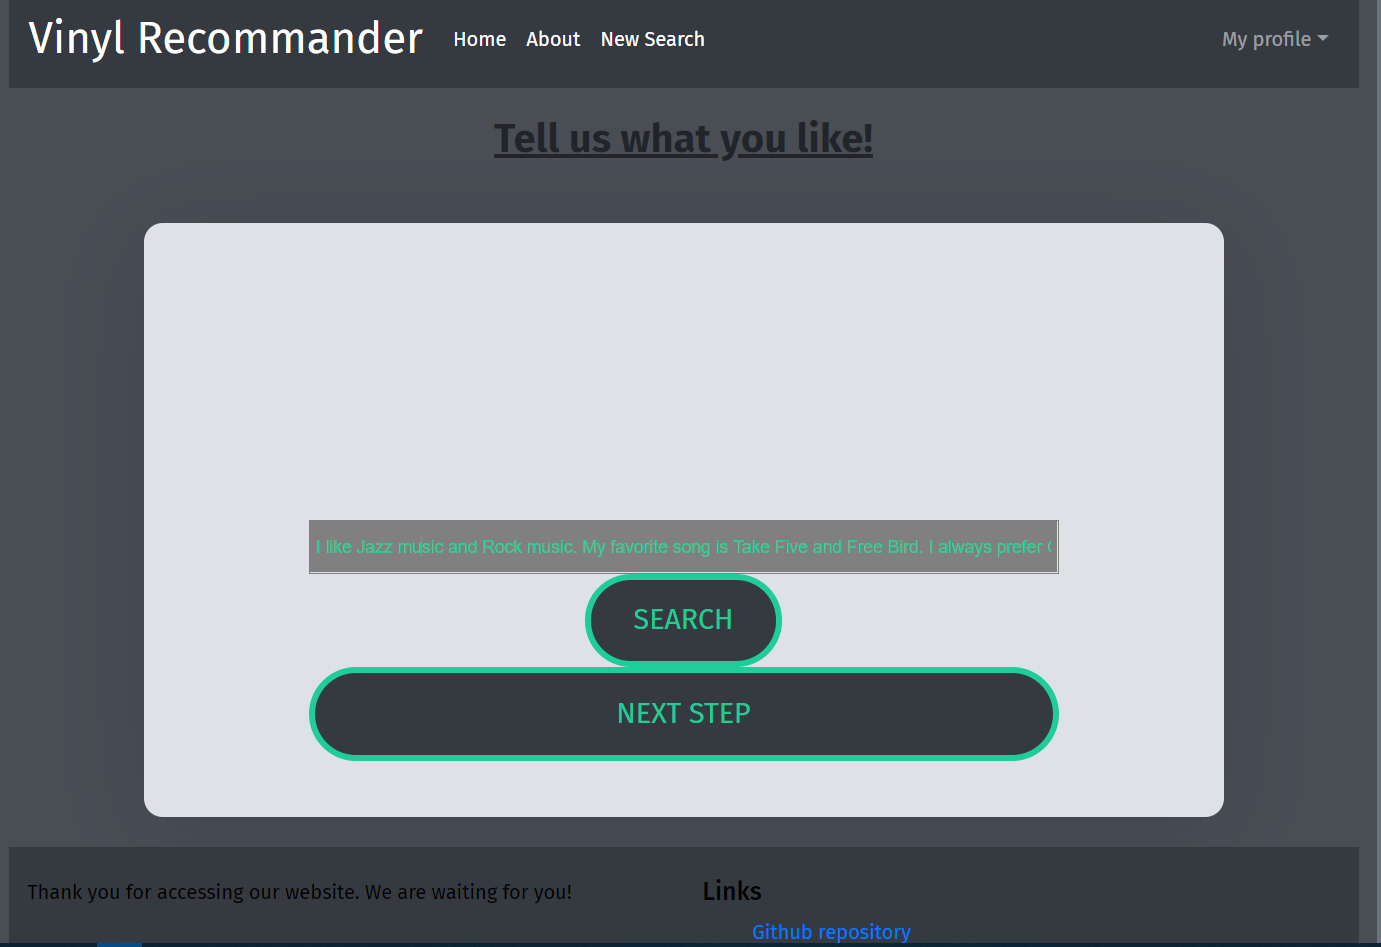 Vinyl Recommander Home About New Search My profile
Tell us what you like!
I like Jazz music and Rock music. My favorite song is Take Five and Free Bird. I always prefer
SEARCH
NEXT STEP
Thank you for accessing our website. We are waiting for you!
Links
Github repository